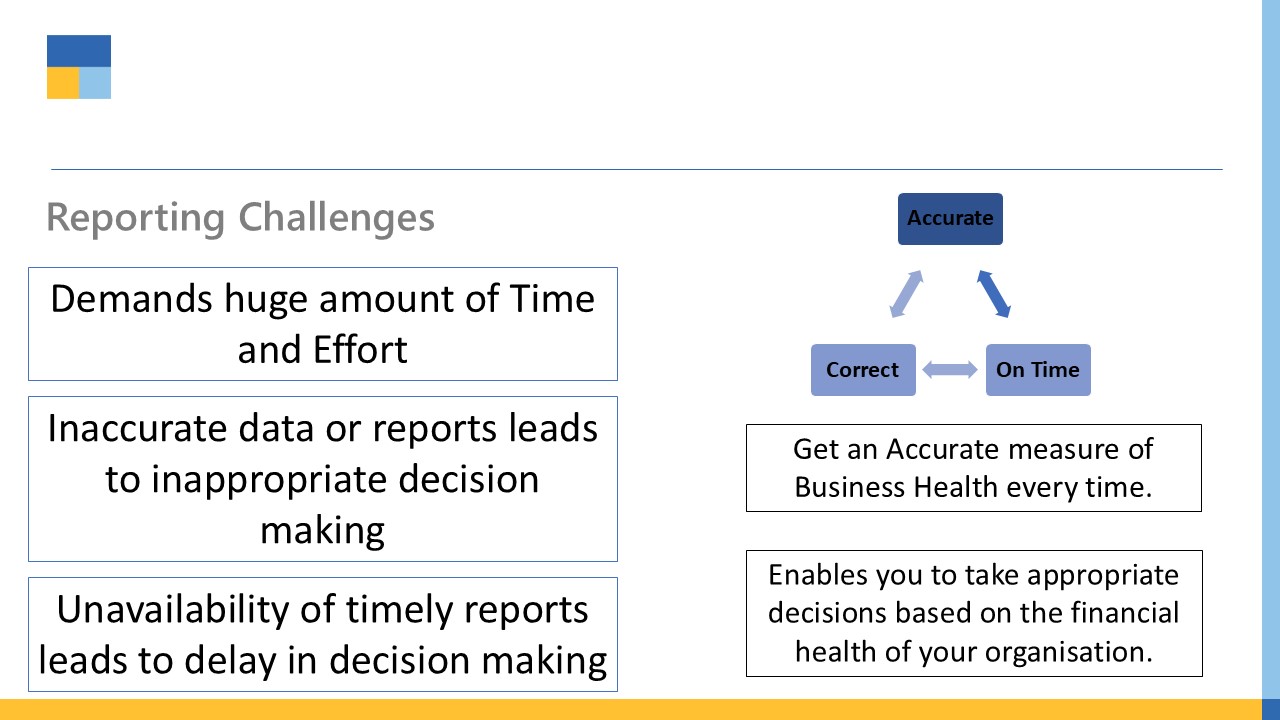 Reporting Challenges
Demands huge amount of Time
and Effort
Inaccurate data or reports leads
to inappropriate decision
making
Unavailability of timely reports
leads to delay in decision making
Accurate
Correct
On Time
Get an Accurate measure of
Business Health every time.
Enables you to take appropriate
decisions based on the financial
health of your organisation.